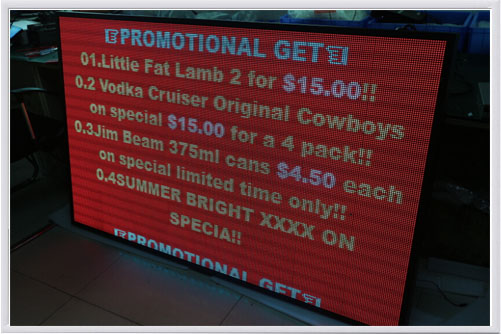 ☞PROMOTIONAL GET☜
01.Little Fat Lamb 2 for $15.00!!
0.2 Vodka Cruiser Original Cowboys
on special $15.00 for a 4 pack!!
0.3Jim Beam 375ml cans $4.50 each
on special limited time only!!
0,4SUMMER BRIGHT XXXX ON
SPECIA!!
☞PROMOTIONAL GET☜